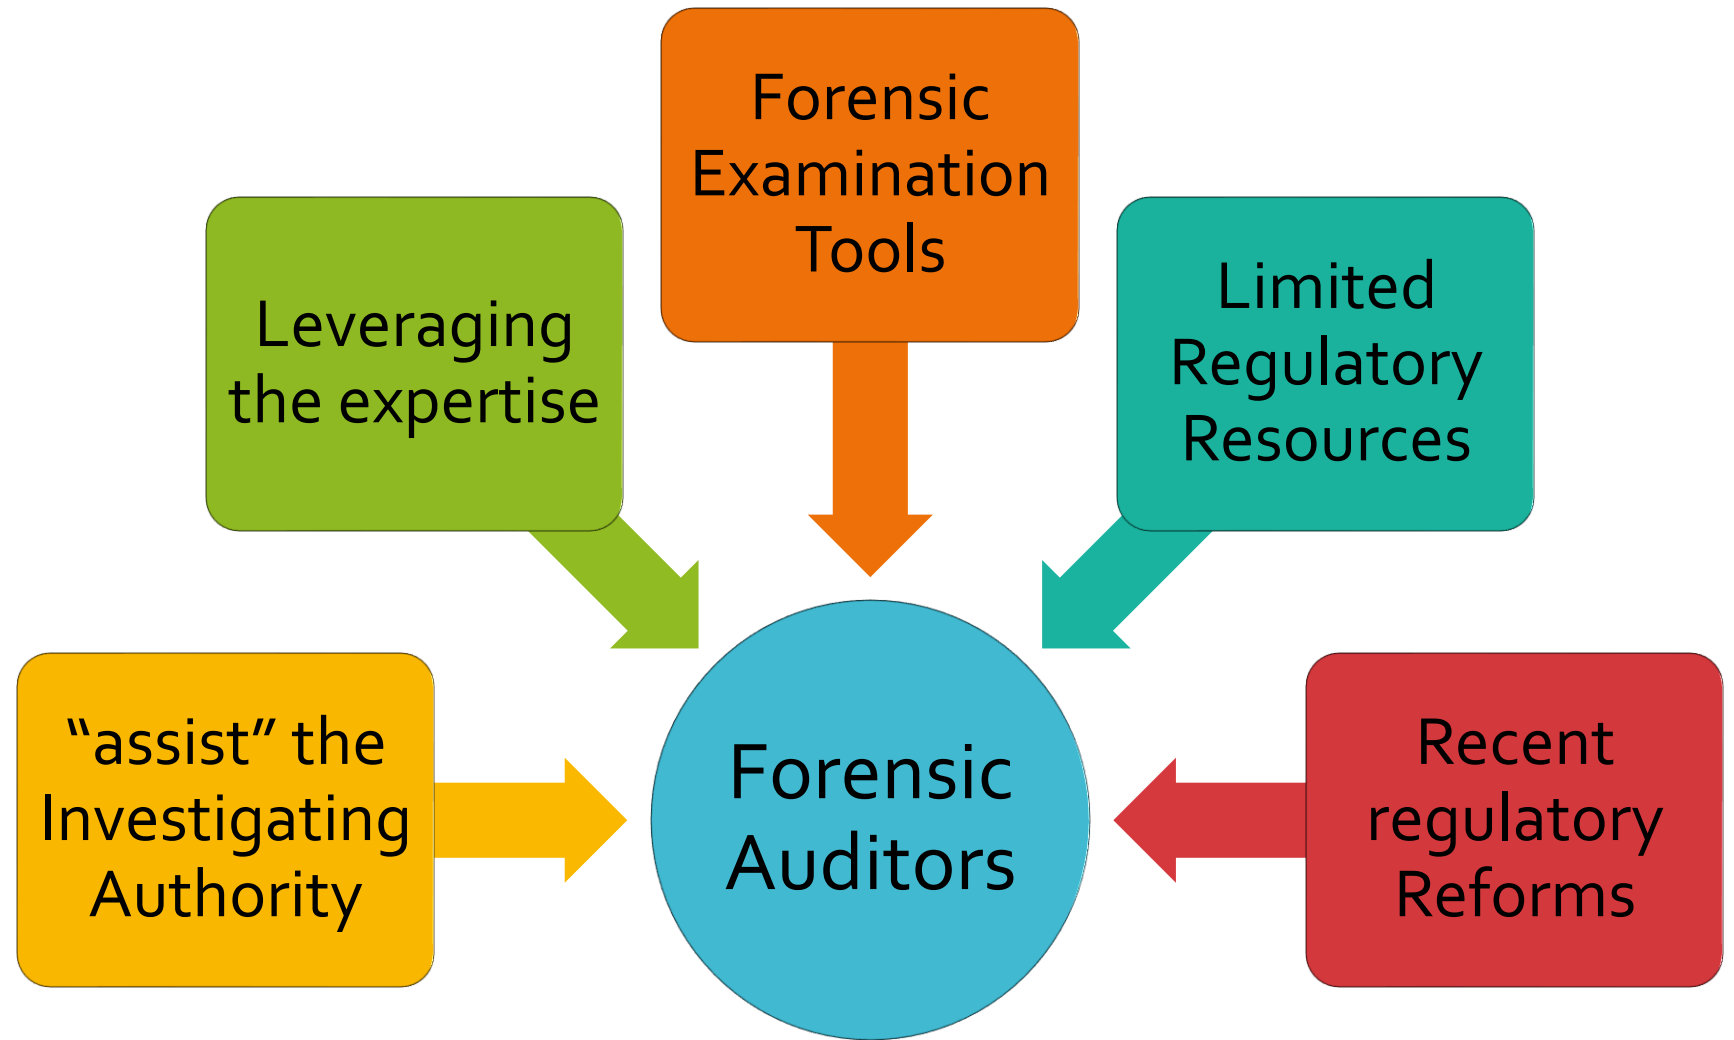 “assist” the
Investigating
Authority
Leveraging
the expertise
Forensic
Examination
Tools
Limited
Regulatory
Resources
Recent
regulatory
Reforms
Forensic
Auditors